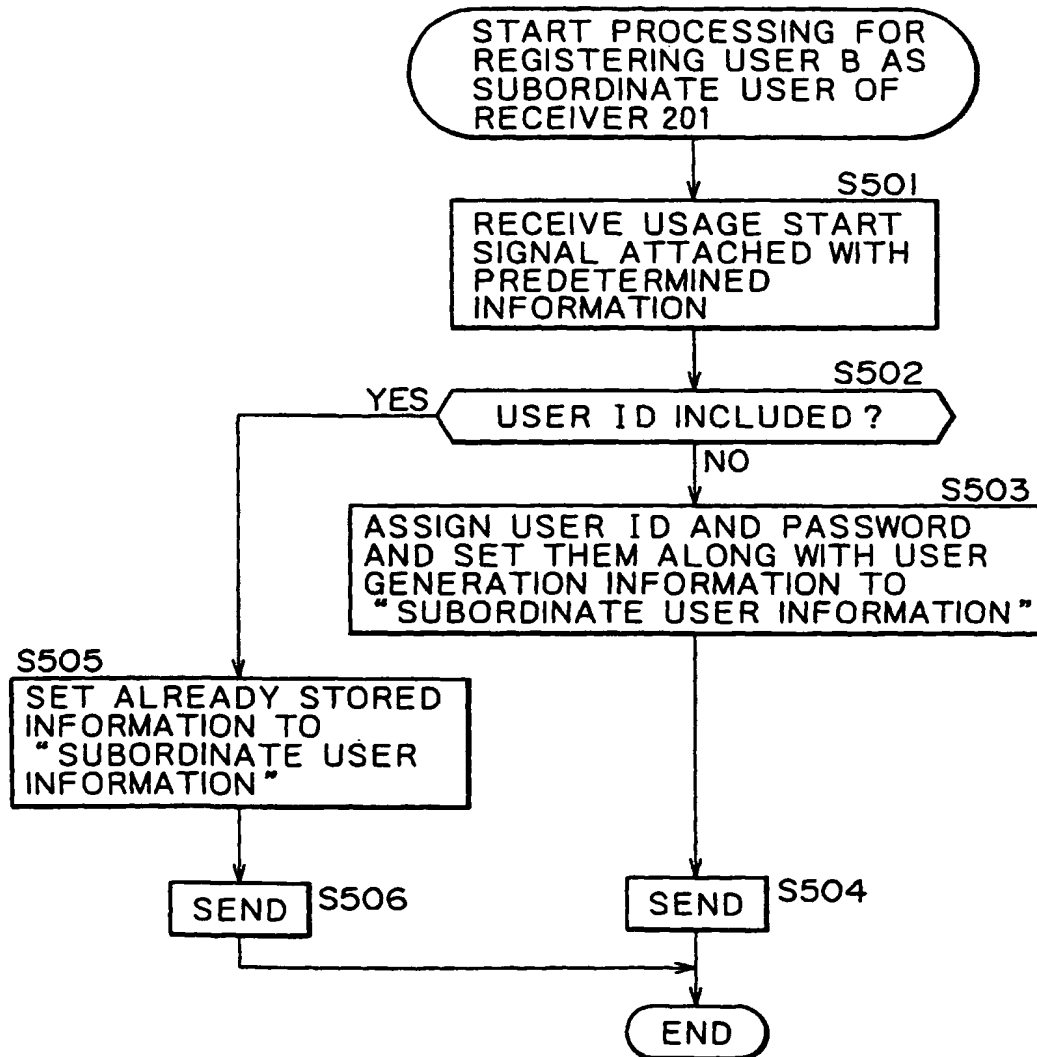 START PROCESSING FOR
REGISTERING USER B AS
SUBORDINATE USER OF
RECEIVER 201
S501
RECEIVE USAGE START
SIGNAL ATTACHED WITH
PREDETERMINED
INFORMATION
S502
YES
USER ID INCLUDED?
NO
S503
ASSIGN USER ID AND PASSWORD
AND SET THEM ALONG WITH USER
GENERATION INFORMATION TO
"SUBORDINATE USER INFORMATION"
S505
SET ALREADY STORED
INFORMATION TO
"SUBORDINATE USER
INFORMATION"
SEND
S506
SEND
S504
END